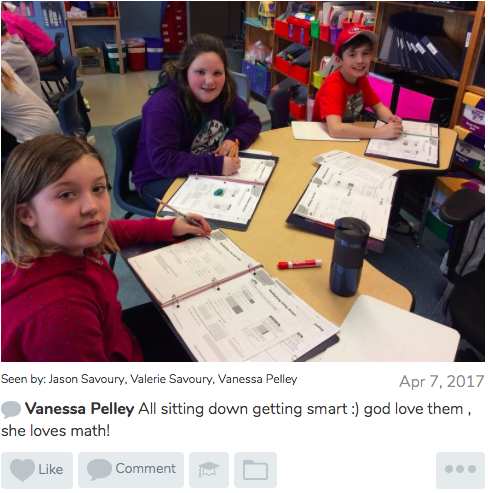 Seen by: Jason Savoury, Valerie Savoury, Vanessa Pelley
Apr 7, 2017
Vanessa Pelley All sitting down getting smart :) god love them ,
she loves math!
Like
Comment